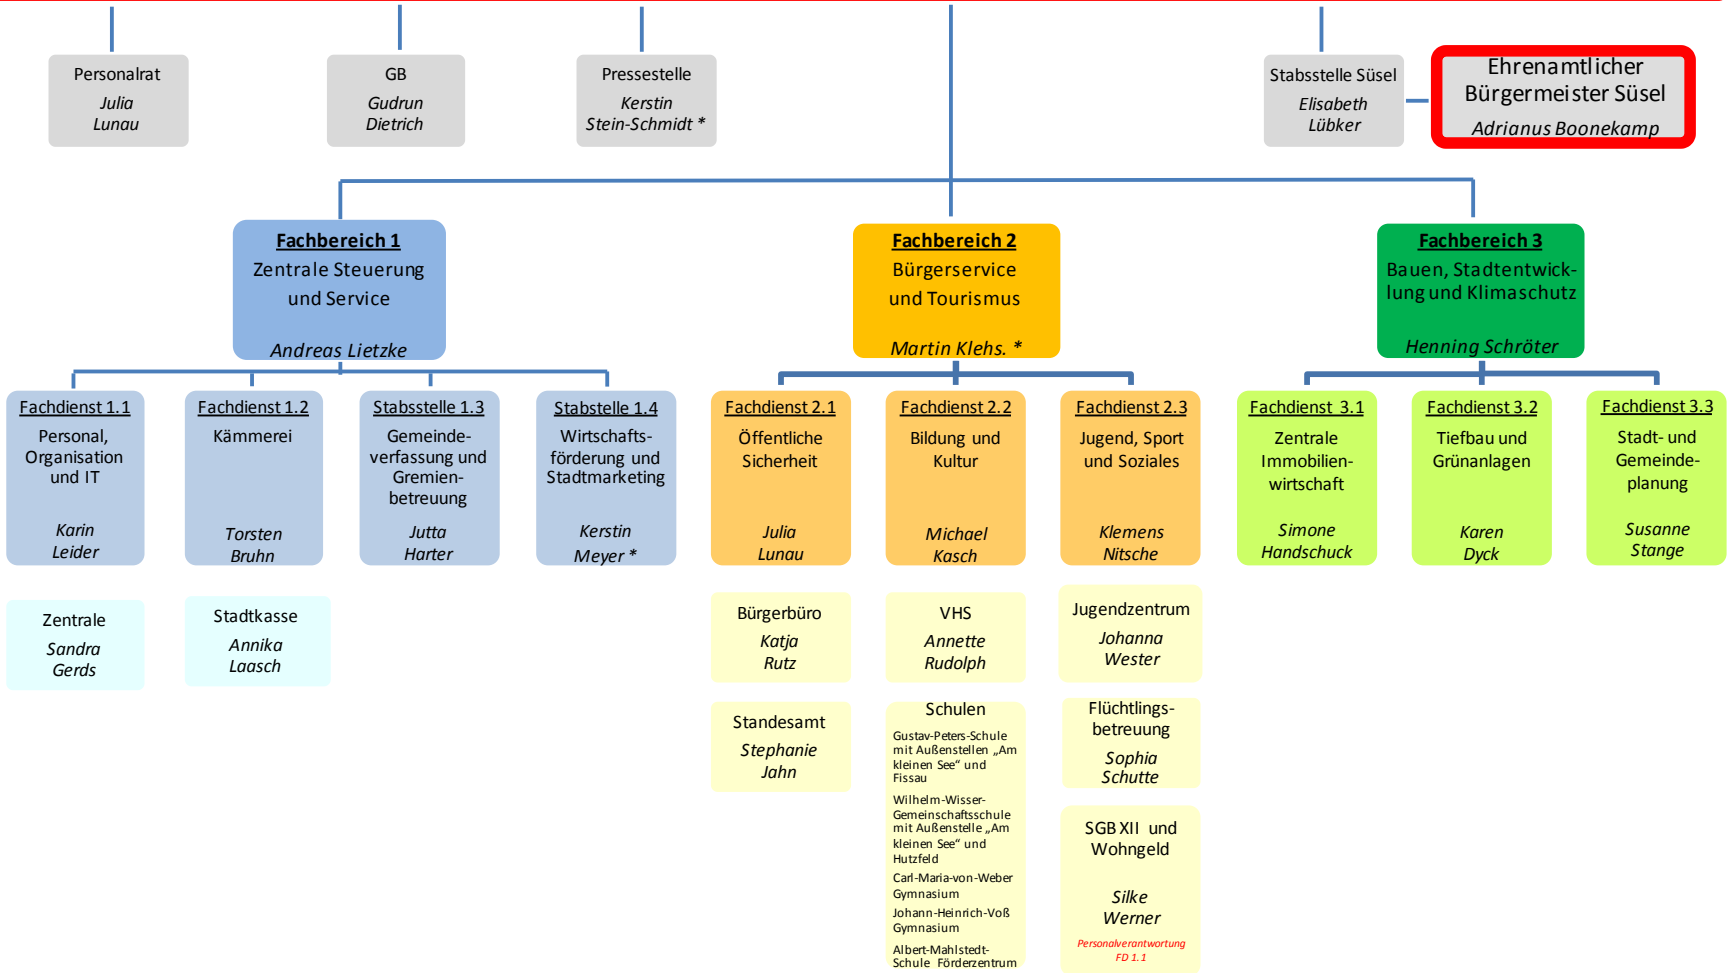 Personalrat
Julia
Lunau
GB
Gudrun
Dietrich
Pressestelle
Kerstin
Stein-Schmidt *
Stabsstelle Süsel
Elisabeth
Lübker
Ehrenamtlicher
Bürgermeister Süsel
Adrianus Boonekamp
Fachbereich 1
Zentrale Steuerung
und Service
Andreas Lietzke
Fachbereich 2
Bürgerservice
und Tourismus
Martin Klehs. *
Fachbereich 3
Bauen, Stadtentwick-
lung und Klimaschutz
Henning Schröter
Fachdienst 1.1
Personal,
Organisation
und IT
Karin
Leider
Fachdienst 1.2
Kämmerei
Torsten
Bruhn
Stabsstelle 1.3
Gemeinde-
verfassung und
Gremien-
betreuung
Jutta
Harter
Stabstelle 1.4
Wirtschafts-
förderung und
Stadtmarketing
Kerstin
Meyer *
Fachdienst 2.1
Öffentliche
Sicherheit
Julia
Lunau
Fachdienst 2.2
Bildung und
Kultur
Michael
Kasch
Fachdienst 2.3
Jugend, Sport
und Soziales
Klemens
Nitsche
Fachdienst 3.1
Zentrale
Immobilien-
wirtschaft
Simone
Handschuck
Fachdienst 3.2
Tiefbau und
Grünanlagen
Karen
Dyck
Fachdienst 3.3
Stadt- und
Gemeinde-
planung
Susanne
Stange
Zentrale
Sandra
Gerds
Stadtkasse
Annika
Laasch
Bürgerbüro
Katja
Rutz
VHS
Annette
Rudolph
Jugendzentrum
Johanna
Wester
Standesamt
Stephanie
Jahn
Schulen
Gustav-Peters-Schule
mit Außenstellen „Am
kleinen See“ und
Fissau
Wilhelm-Wisser-
Gemeinschaftsschule
mit Außenstelle „Am
kleinen See“ und
Hutzfeld
Carl-Maria-von-Weber
Gymnasium
Johann-Heinrich-Voß
Gymnasium
Albert-Mahlstedt-
Schule Förderzentrum
Flüchtlings-
betreuung
Sophia
Schutte
SGB XII und
Wohngeld
Silke
Werner
Personalverantwortung
FD 1.1